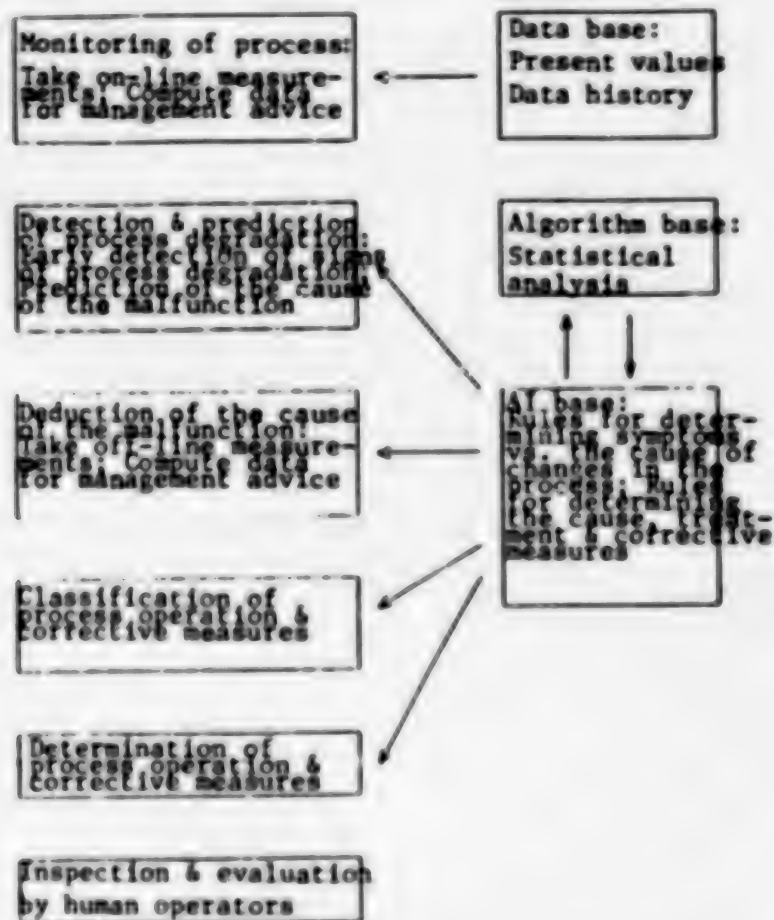 Monitoring of process:
Take on-line measure-
ments; Compute data
for management advice
Data base:
Present values
Data history
Detection & prediction
of process degradation:
Early detection of signs
of process degradation;
Prediction of the cause
of the malfunction
Algorithm base:
Statistical
analysis
Deduction of the cause
of the malfunction:
Take off-line measure-
ments; Compute data
for management advice
AI base:
Rules for deter-
mining symptoms
vs. the cause of
changes in the
process; Rules
for determining
the cause, treat-
ment & corrective
measures
Classification of
process operation &
corrective measures
Determination of
process operation &
corrective measures
Inspection & evaluation
by human operators